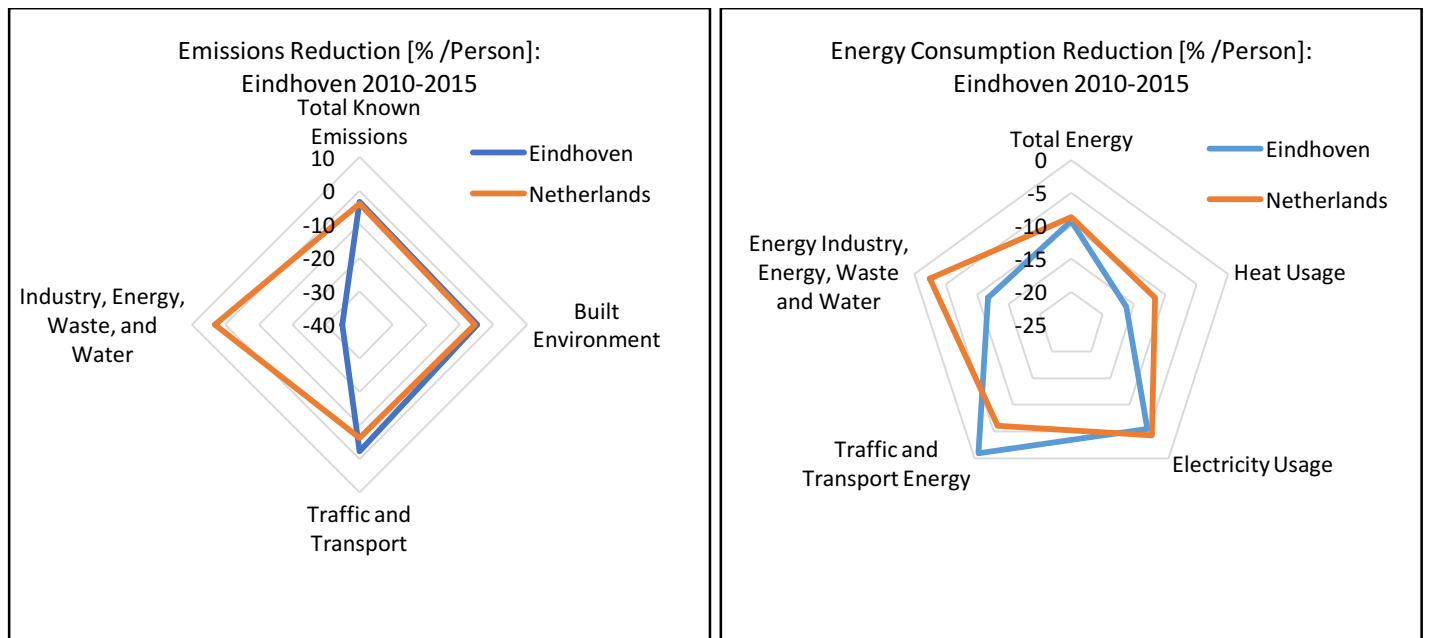 Emissions Reduction [% /Person]:
Eindhoven 2010-2015
Total Known
Emissions
10
0
-10
-20
-30
-40
Eindhoven
Netherlands
Industry, Energy,
Waste, and
Water
Built
Environment
Traffic and
Transport
Energy Consumption Reduction [% /Person]:
Eindhoven 2010-2015
Total Energy
0
-5
-10
-15
-20
-25
Eindhoven
Netherlands
Energy Industry,
Energy, Waste
and Water
Heat Usage
Traffic and
Transport Energy
Electricity Usage